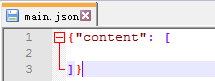 main.json
1 {"content": [
2
3 ]}